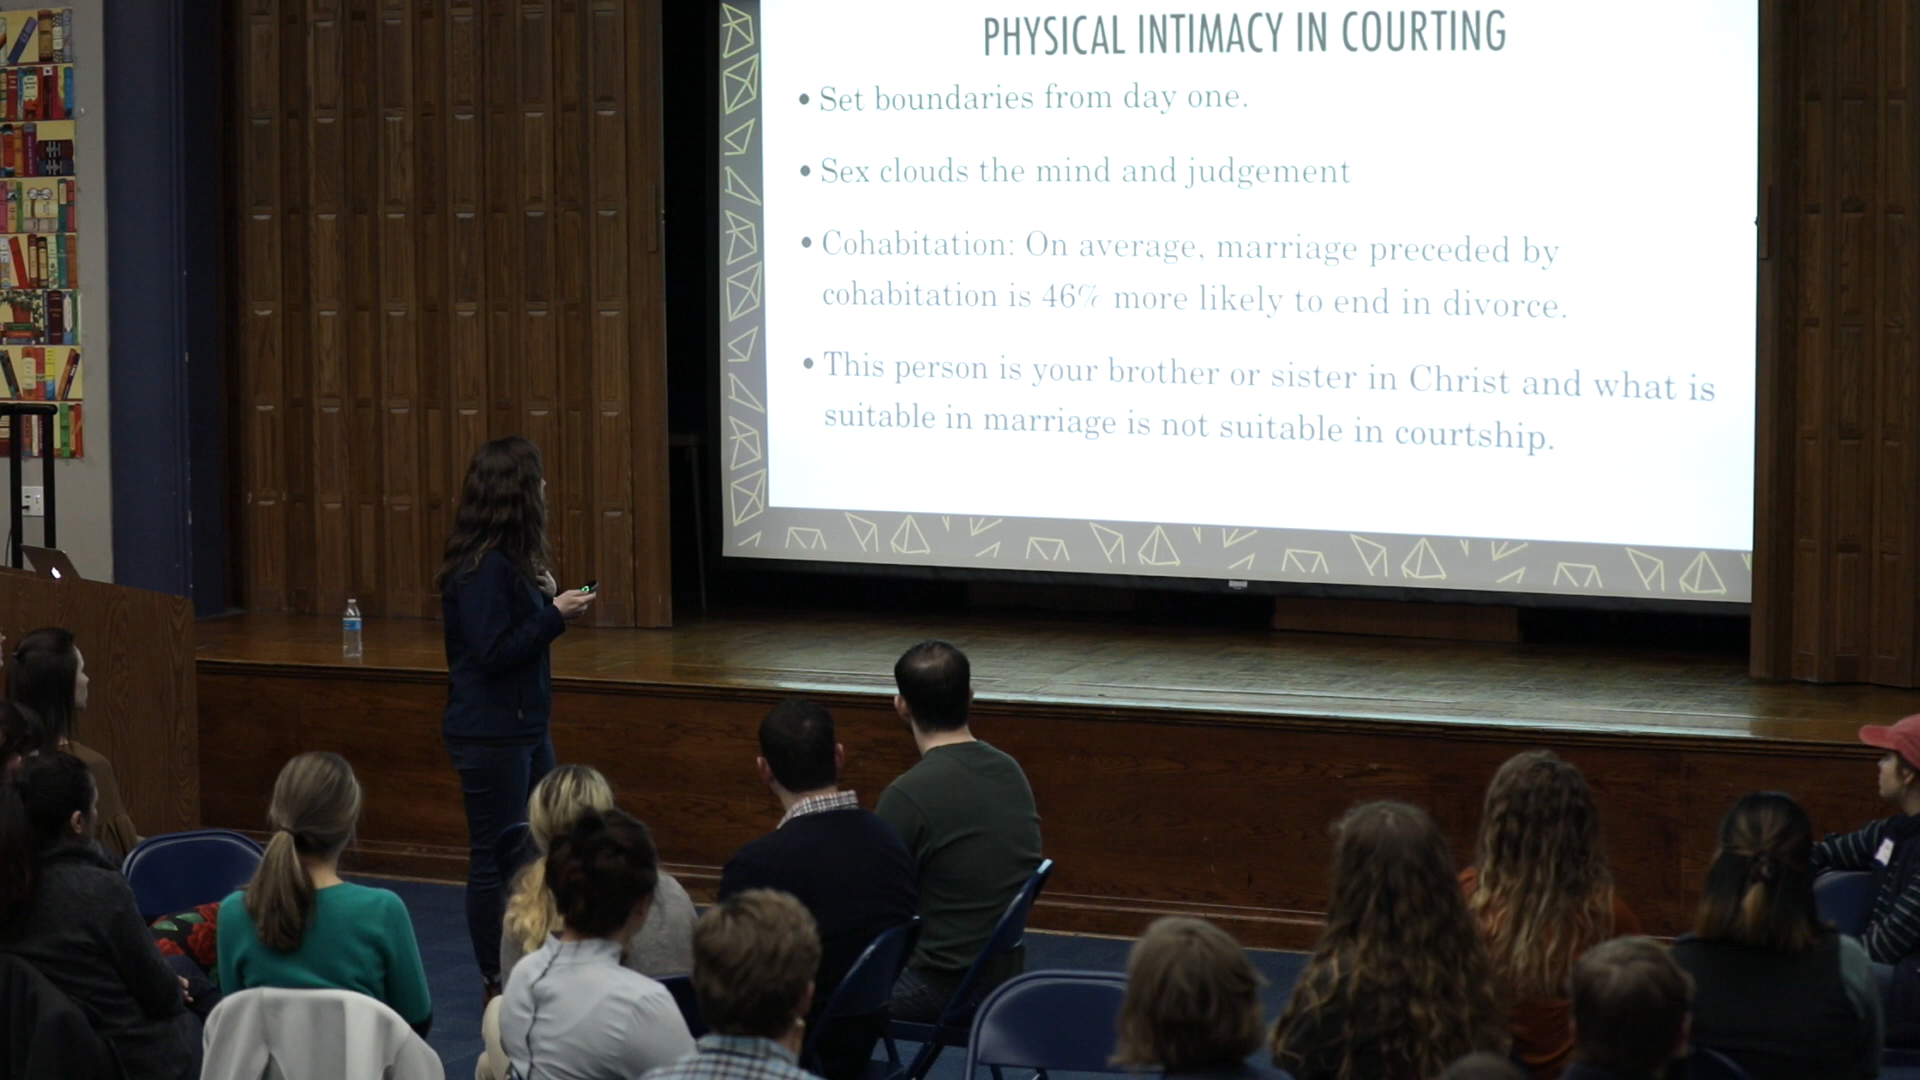 PHYSICAL INTIMACY IN COURTING
• Set boundaries from day one.
• Sex clouds the mind and judgement
• Cohabitation: On average, marriage preceded by
cohabitation is 46% more likely to end in divorce.
• This person is your brother or sister in Christ and what is
suitable in marriage is not suitable in courtship.